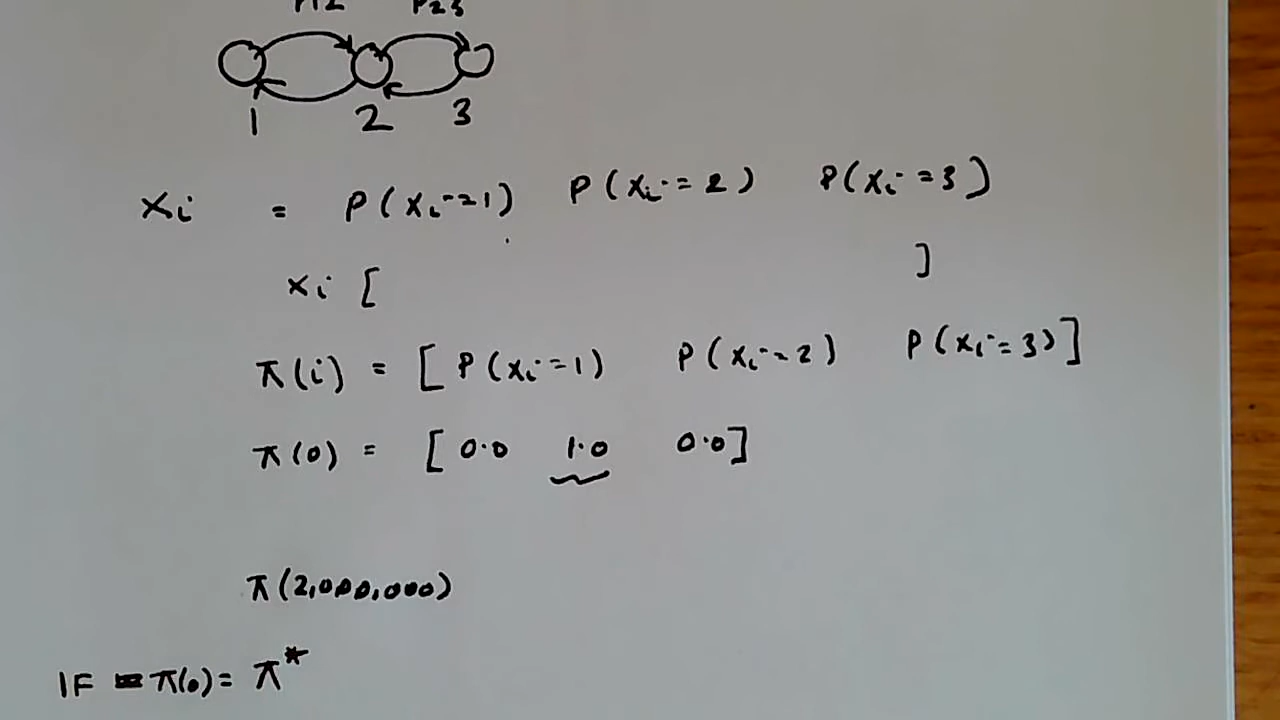 P12 P23
1 2 3
Xi = P(Xi=1) P(Xi=2) P(Xi=3)
Xi [ ]
π(i) = [P(Xi=1) P(Xi=2) P(Xi=3)]
π(0) = [0.0 1.0 0.0]
π(2,000,000)
IF π(0) = π*